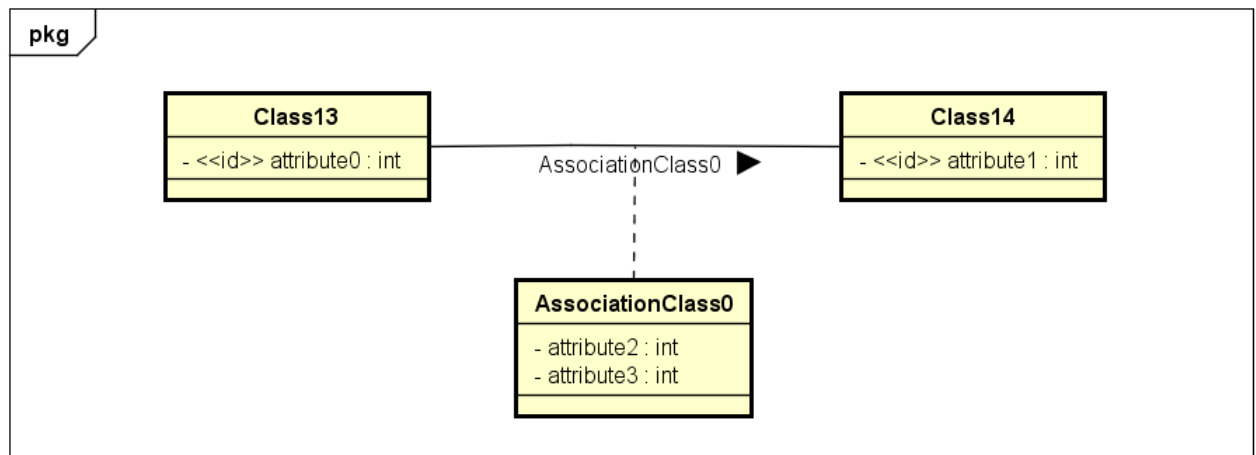 pkg
Class13
- <<id>> attribute0 : int
Class14
- <<id>> attribute1 : int
AssociationClass0
AssociationClass0
- attribute2 : int
- attribute3 : int